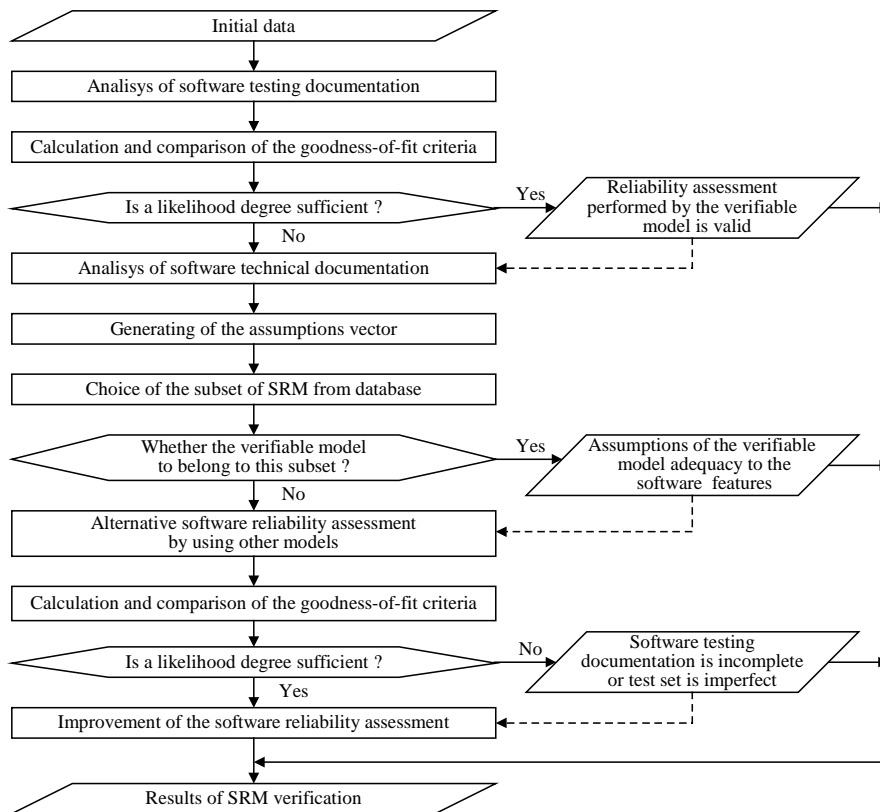 Initial data
Analisys of software testing documentation
Calculation and comparison of the goodness-of-fit criteria
Is a likelihood degree sufficient ?
Yes
Reliability assessment
performed by the verifiable
model is valid
No
Analisys of software technical documentation
Generating of the assumptions vector
Choice of the subset of SRM from database
Whether the verifiable model
to belong to this subset ?
Yes
Assumptions of the verifiable
model adequacy to the
software features
No
Alternative software reliability assessment
by using other models
Calculation and comparison of the goodness-of-fit criteria
Is a likelihood degree sufficient ?
No
Software testing
documentation is incomplete
or test set is imperfect
Yes
Improvement of the software reliability assessment
Results of SRM verification